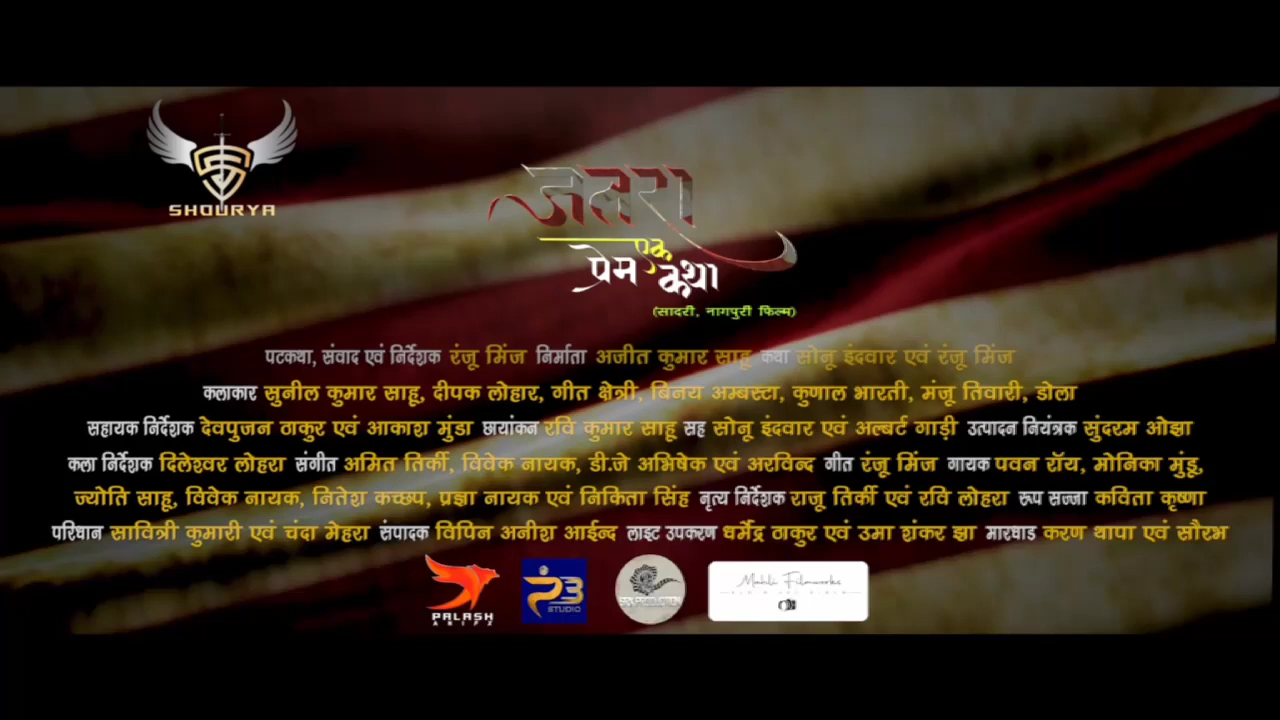 SHOURYA
जतरा
एक
प्रेम कथा
(सादरी, नागपुरी फिल्म)
पटकथा, संवाद एवं निर्देशक रंजू मिंज निर्माता अजीत कुमार साहू कथा सोनू इंदवार एवं रंजू मिंज
कलाकार सुनील कुमार साहू, दीपक लोहार, गीत क्षेत्री, बिनय अम्बस्टा, कुणाल भारती, मंजू तिवारी, डोला
सहायक निर्देशक देवपुजन ठाकुर एवं आकाश मुंडा छायांकन रवि कुमार साहू सह सोनू इंदवार एवं अल्बर्ट गाड़ी उत्पादन नियंत्रक सुंदरम ओझा
कला निर्देशक दिलेश्वर लोहरा संगीत अमित तिर्की, विवेक नायक, डी.जे अभिषेक एवं अरविन्द गीत रंजू मिंज गायक पवन रॉय, मोनिका मुंडू,
ज्योति साहू, विवेक नायक, नितेश कच्छप, प्रज्ञा नायक एवं निकिता सिंह नृत्य निर्देशक राजू तिर्की एवं रवि लोहरा रूप सज्जा कविता कृष्णा
परिधान सावित्री कुमारी एवं चंदा मेहरा संपादक विपिन अनीश आईन्द लाइट उपकरण धर्मेंद्र ठाकुर एवं उमा शंकर झा मारधाड़ करण थापा एवं सौरभ
PALASH
23
STUDIO
PRODUCTION
Mahli Filmworks